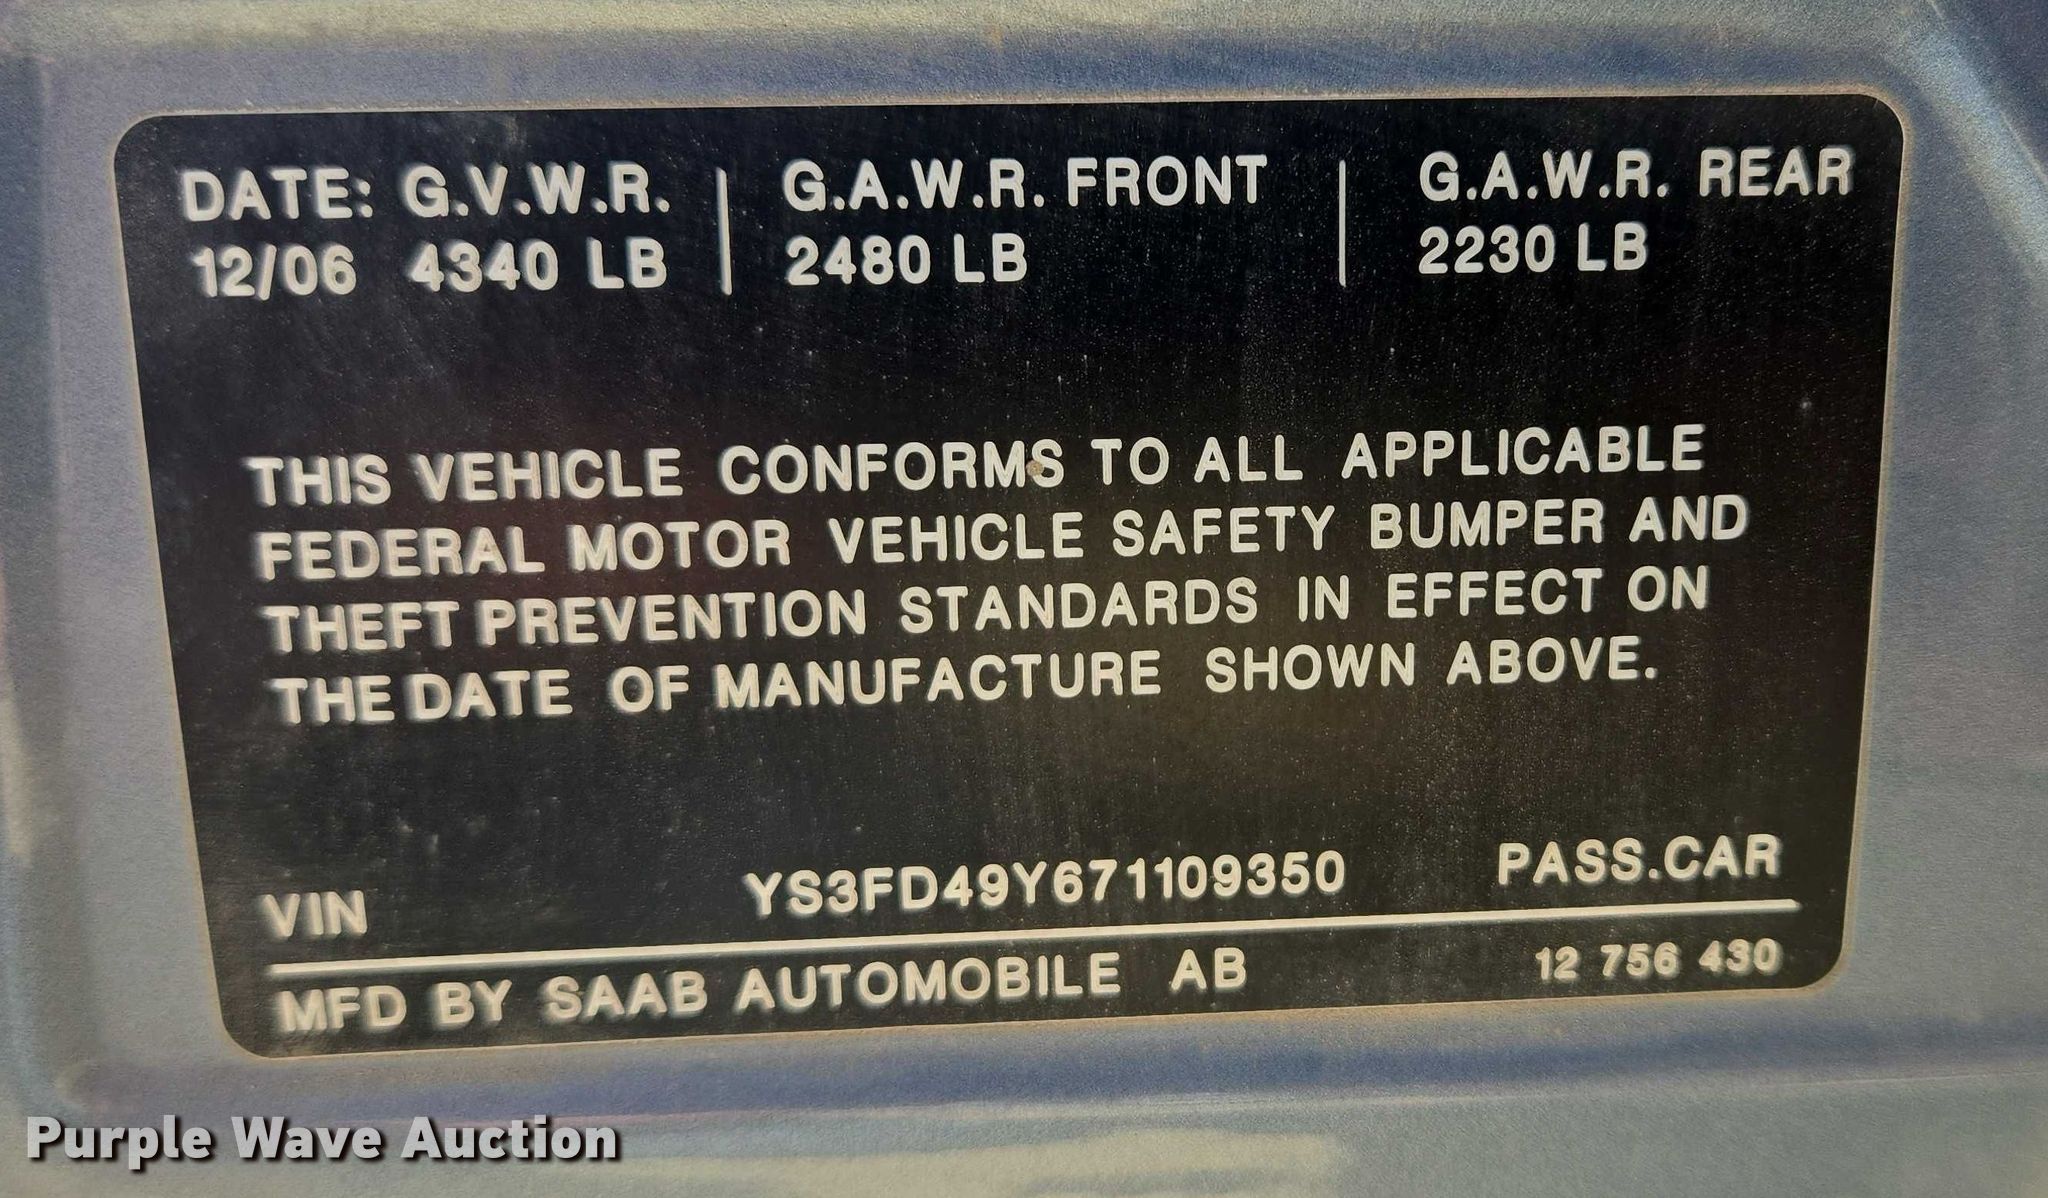 DATE: G.V.W.R. | G.A.W.R. FRONT | G.A.W.R. REAR
12/06 4340 LB | 2480 LB | 2230 LB
THIS VEHICLE CONFORMS TO ALL APPLICABLE
FEDERAL MOTOR VEHICLE SAFETY BUMPER AND
THEFT PREVENTION STANDARDS IN EFFECT ON
THE DATE OF MANUFACTURE SHOWN ABOVE.
VIN YS3FD49Y671109350 PASS.CAR
MFD BY SAAB AUTOMOBILE AB 12 756 430
Purple Wave Auction